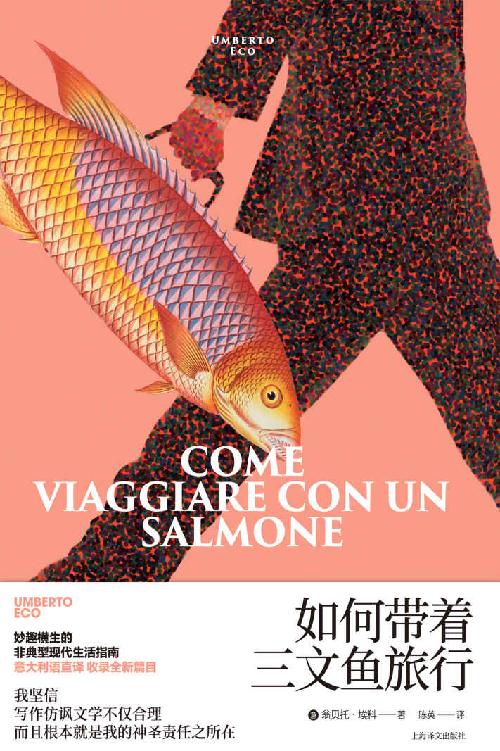 UMBERTO
ECO
COME
VIAGGIARE CON UN
SALMONE
UMBERTO
ECO
妙趣横生的
非典型现代生活指南
意大利语直译 收录全新篇目
我坚信
写作仿讽文学不仅合理
而且根本就是我的神圣责任之所在
如何带着
三文鱼旅行
意 翁贝托·埃科——著 陈英——译
上海译文出版社